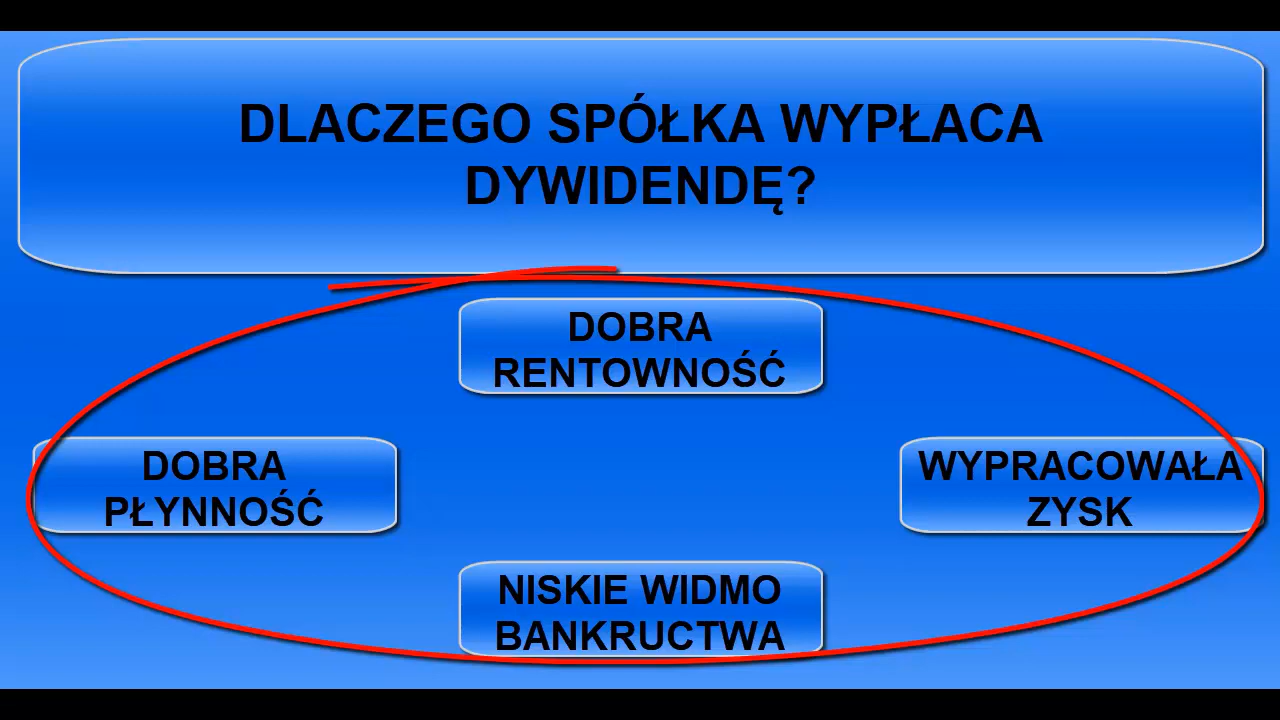 DLACZEGO SPÓŁKA WYPŁACA
DYWIDENDĘ?
DOBRA
RENTOWNOŚĆ
DOBRA
PŁYNNOŚĆ
WYPRACOWAŁA
ZYSK
NISKIE WIDMO
BANKRUCTWA